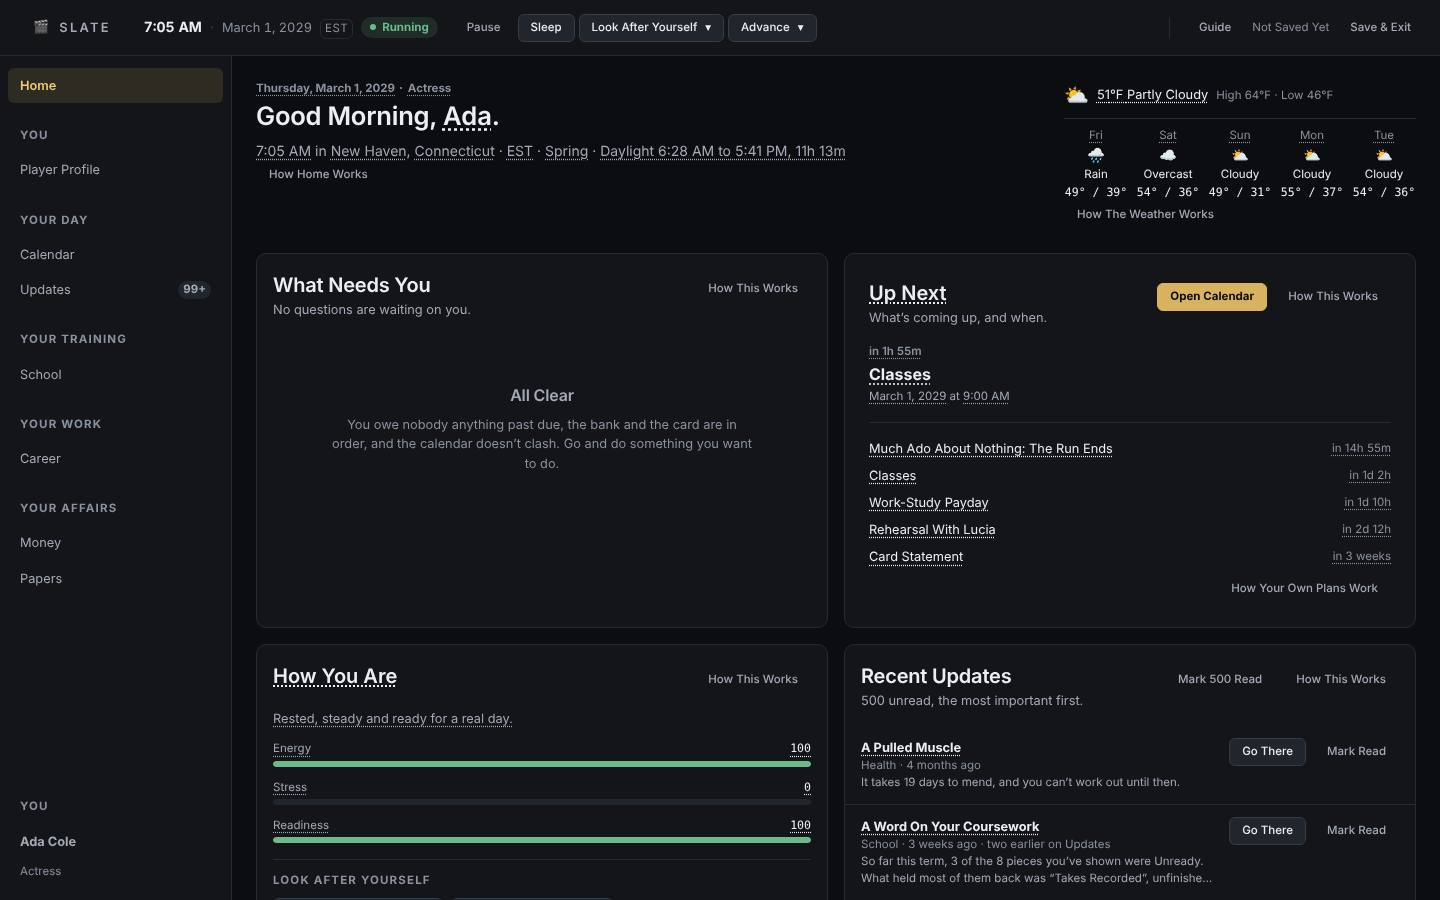 SLATE
7:05 AM · March 1, 2029 EST Running
Pause
Sleep
Look After Yourself ▾
Advance ▾
Guide
Not Saved Yet
Save & Exit
Home
YOU
Player Profile
YOUR DAY
Calendar
Updates 99+
YOUR TRAINING
School
YOUR WORK
Career
YOUR AFFAIRS
Money
Papers
YOU
Ada Cole
Actress
Thursday, March 1, 2029 · Actress
Good Morning, Ada.
7:05 AM in New Haven, Connecticut · EST · Spring · Daylight 6:28 AM to 5:41 PM, 11h 13m
How Home Works
51°F Partly Cloudy High 64°F · Low 46°F
Fri Sat Sun Mon Tue
Rain Overcast Cloudy Cloudy Cloudy
49° / 39° 54° / 36° 49° / 31° 55° / 37° 54° / 36°
How The Weather Works
What Needs You
How This Works
No questions are waiting on you.
All Clear
You owe nobody anything past due, the bank and the card are in
order, and the calendar doesn’t clash. Go and do something you want
to do.
Up Next
Open Calendar
How This Works
What’s coming up, and when.
in 1h 55m
Classes
March 1, 2029 at 9:00 AM
Much Ado About Nothing: The Run Ends in 14h 55m
Classes in 1d 2h
Work-Study Payday in 1d 10h
Rehearsal With Lucia in 2d 12h
Card Statement in 3 weeks
How Your Own Plans Work
How You Are
How This Works
Rested, steady and ready for a real day.
Energy 100
Stress 0
Readiness 100
LOOK AFTER YOURSELF
Recent Updates
Mark 500 Read
How This Works
500 unread, the most important first.
A Pulled Muscle
Go There
Mark Read
Health · 4 months ago
It takes 19 days to mend, and you can’t work out until then.
A Word On Your Coursework
Go There
Mark Read
School · 3 weeks ago · two earlier on Updates
So far this term, 3 of the 8 pieces you’ve shown were Unready.
What held most of them back was “Takes Recorded”, unfinishe…